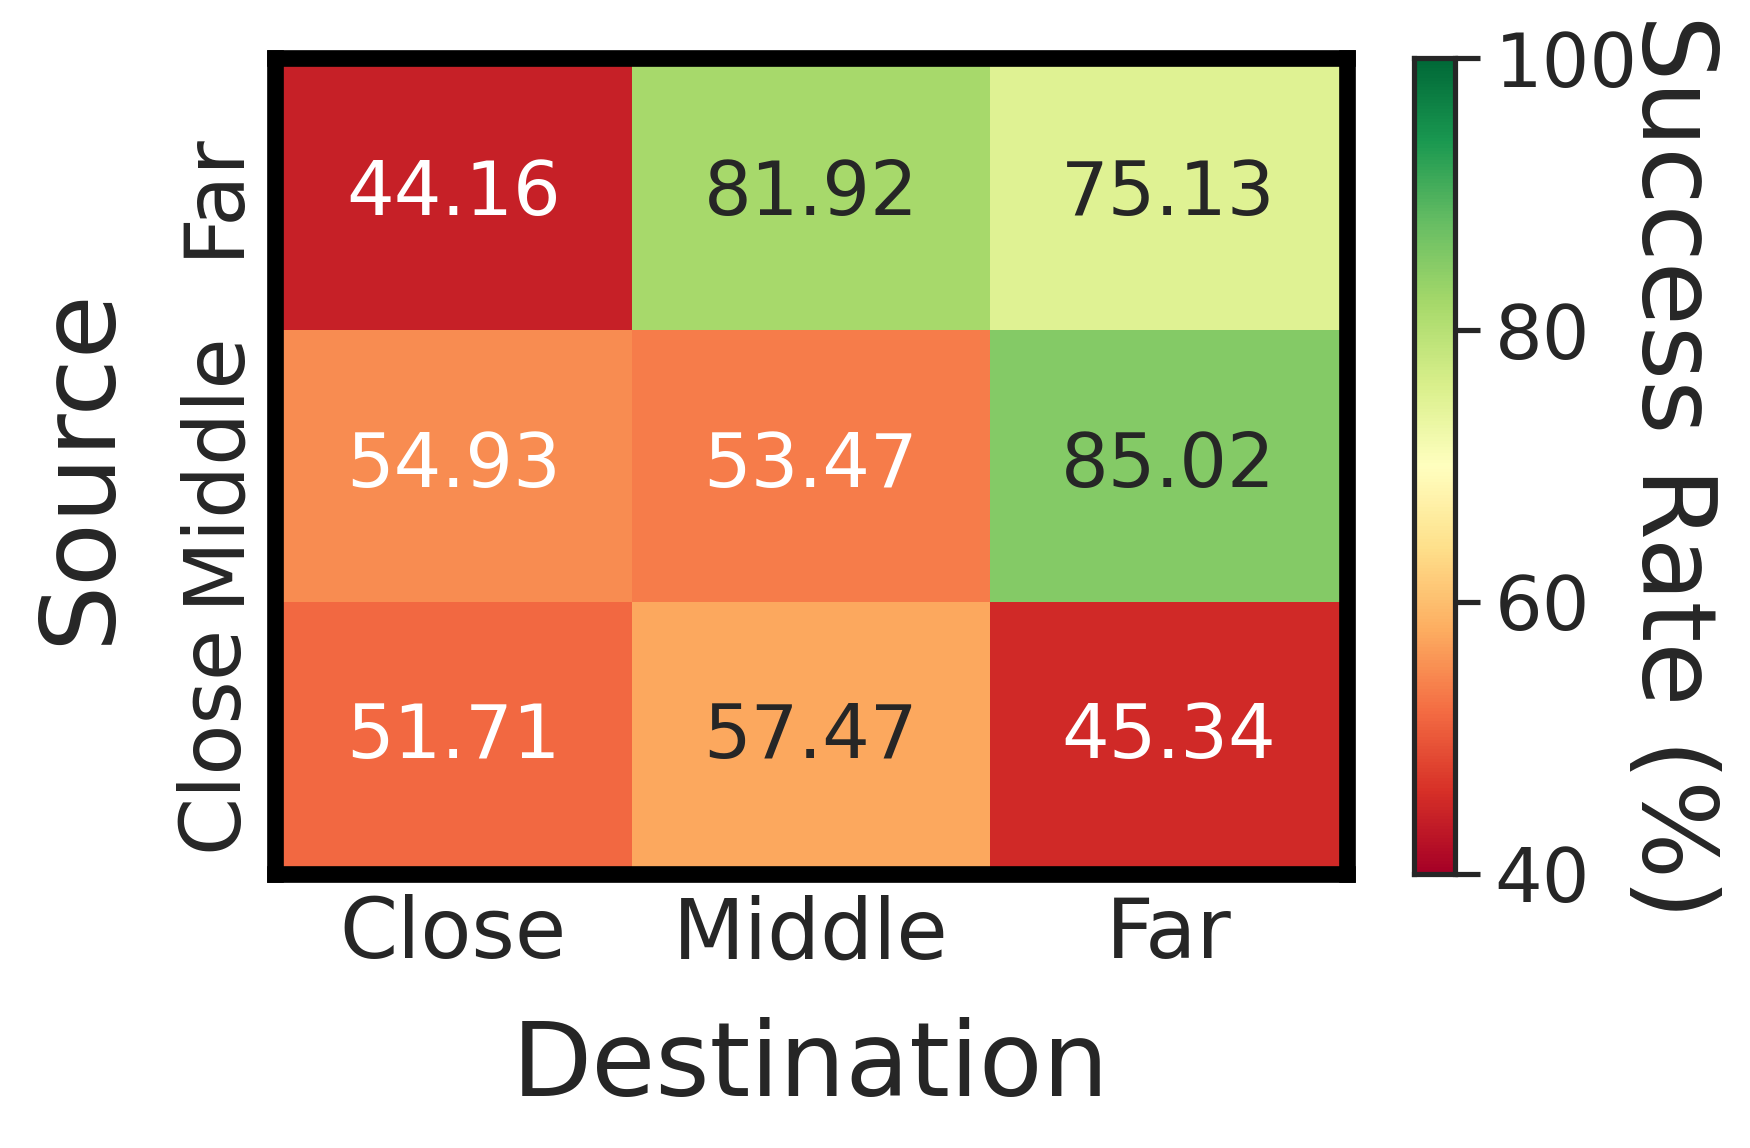 Source
Far
Middle
Close
44.16 81.92 75.13
54.93 53.47 85.02
51.71 57.47 45.34
Close Middle Far
Destination
100
80
60
40
Success Rate (%)